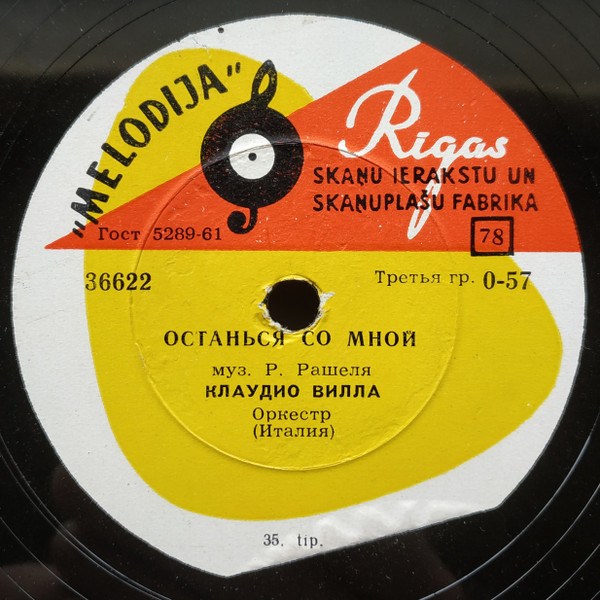 „MELODIJA"
Rīgas
SKAŅU IERAKSTU UN
SKAŅUPLAŠU FABRIKA
Гост 5289-61
78
36622
Третья гр. 0-57
ОСТАНЬСЯ СО МНОЙ
муз. Р. Рашеля
КЛАУДИО ВИЛЛА
Оркестр
(Италия)
35. tip.